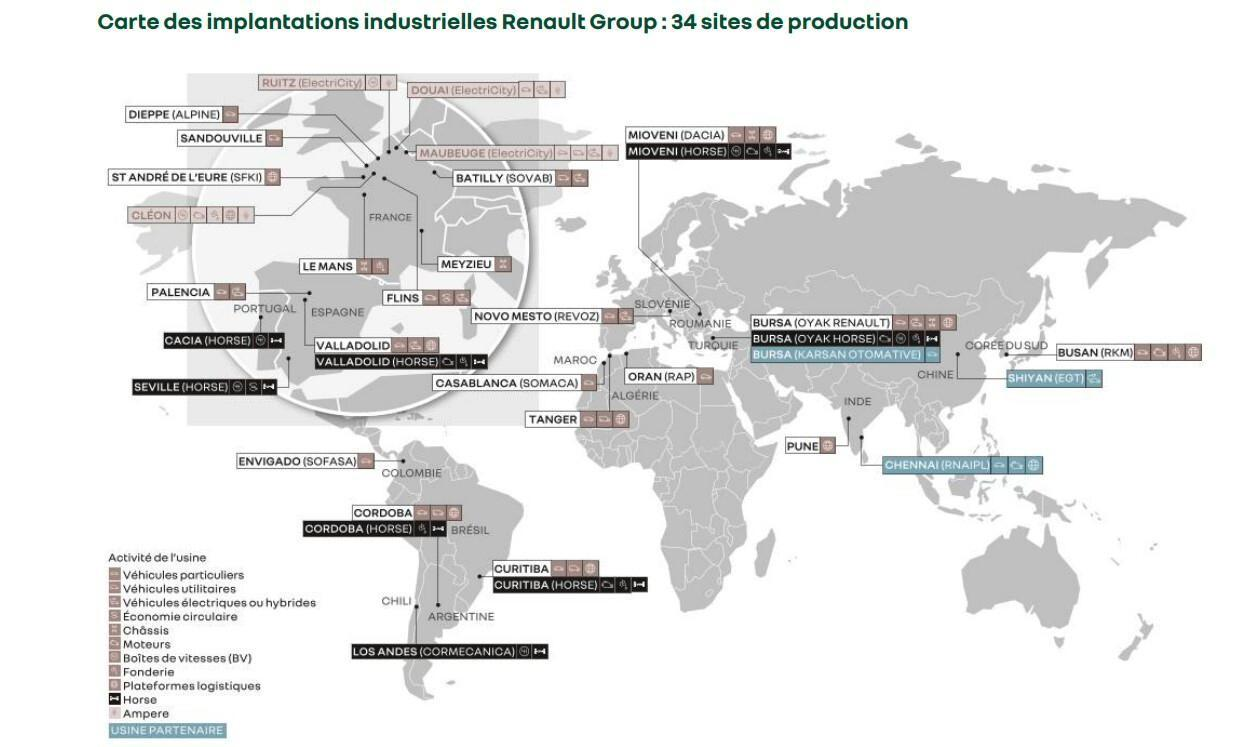 Carte des implantations industrielles Renault Group : 34 sites de production
RUITZ (ElectriCity)
DOUAI (ElectriCity)
DIEPPE (ALPINE)
SANDOUVILLE
MIOVENI (DACIA)
MIOVENI (HORSE)
MAUBEUGE (ElectriCity)
ST ANDRÉ DE L'EURE (SFKI)
BATILLY (SOVAB)
CLÉON
FRANCE
LE MANS
MEYZIEU
PALENCIA
FLINS
PORTUGAL
ESPAGNE
SLOVÉNIE
NOVO MESTO (REVOZ)
ROUMANIE
BURSA (OYAK RENAULT)
CACIA (HORSE)
VALLADOLID
TURQUIE
BURSA (OYAK HORSE)
CORÉE DU SUD
VALLADOLID (HORSE)
MAROC
BURSA (KARSAN OTOMATIVE)
BUSAN (RKM)
SEVILLE (HORSE)
CASABLANCA (SOMACA)
ORAN (RAP)
CHINE
SHIYAN (EGT)
ALGÉRIE
INDE
TANGER
PUNE
ENVIGADO (SOFASA)
COLOMBIE
CHENNAI (RNAIPL)
CORDOBA
CORDOBA (HORSE)
BRÉSIL
CURITIBA
CURITIBA (HORSE)
CHILI
ARGENTINE
LOS ANDES (CORMECANICA)
Activité de l'usine
Véhicules particuliers
Véhicules utilitaires
Véhicules électriques ou hybrides
Économie circulaire
Châssis
Moteurs
Boîtes de vitesses (BV)
Fonderie
Plateformes logistiques
Horse
Ampere
USINE PARTENAIRE